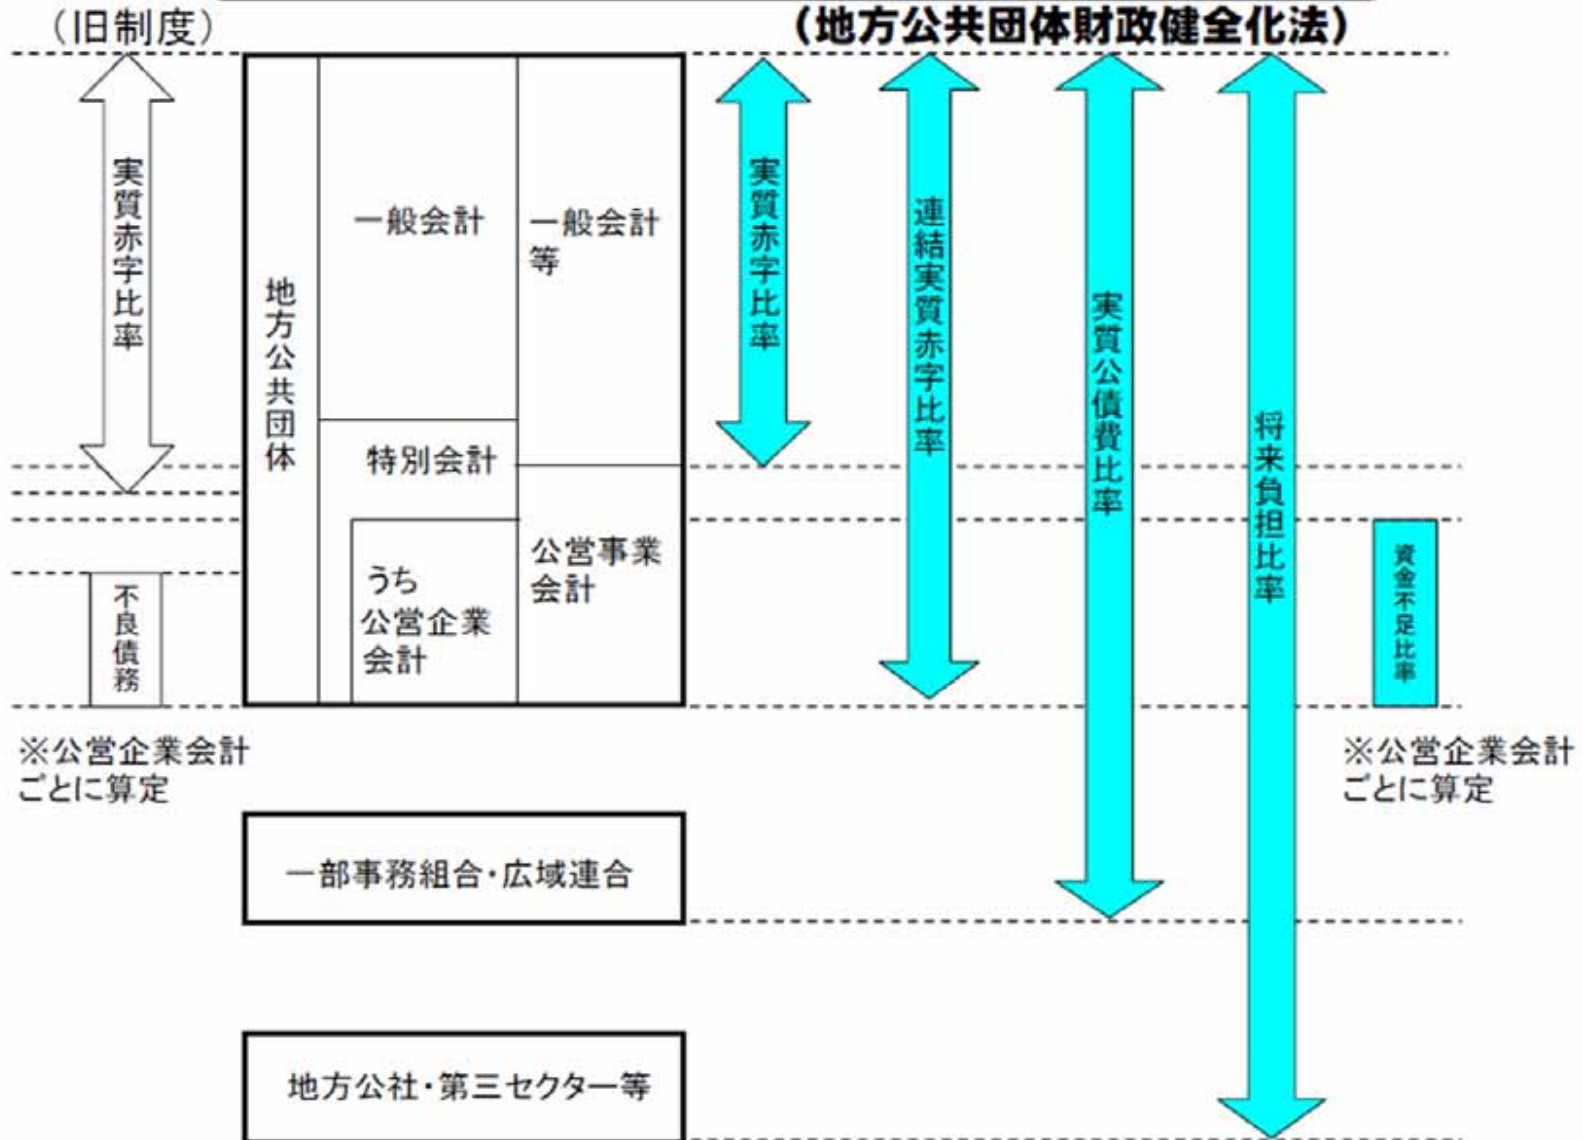 （旧制度）
（地方公共団体財政健全化法）
実質赤字比率
不良債務
※公営企業会計
ごとに算定
地方公共団体
一般会計
特別会計
うち
公営企業
会計
一般会計
等
公営事業
会計
実質赤字比率
連結実質赤字比率
実質公債費比率
将来負担比率
資金不足比率
※公営企業会計
ごとに算定
一部事務組合・広域連合
地方公社・第三セクター等